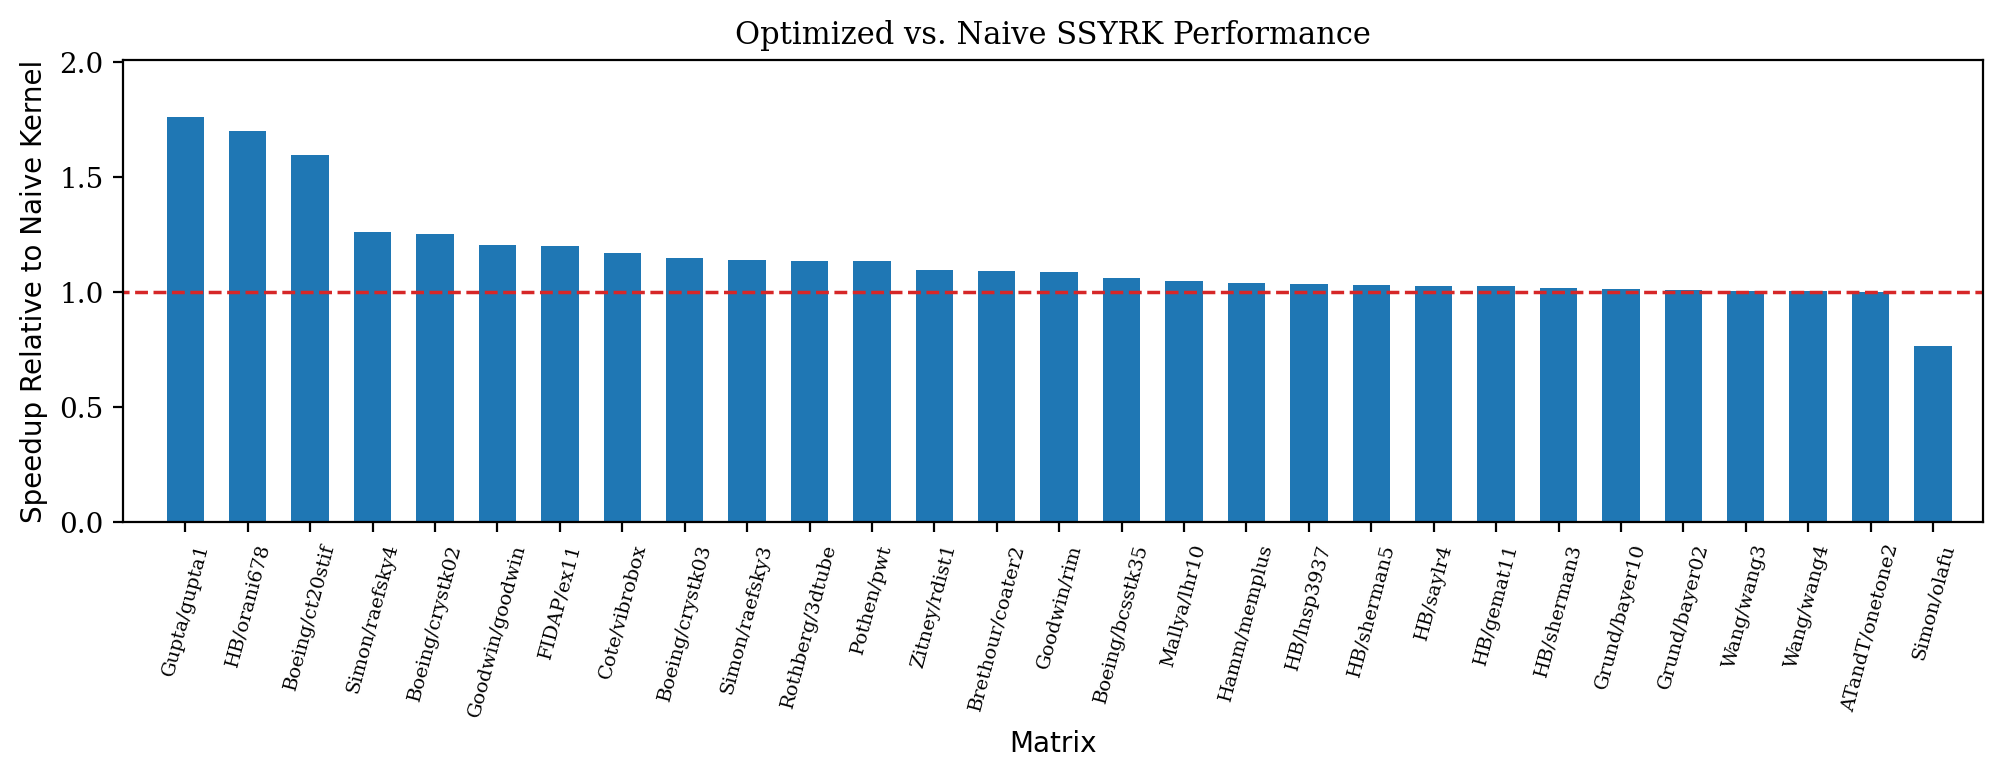 Optimized vs. Naive SSYRK Performance
Speedup Relative to Naive Kernel
2.0
1.5
1.0
0.5
0.0
Gupta/gupta1
HB/orani678
Boeing/ct20stif
Simon/raefsky4
Boeing/crystk02
Goodwin/goodwin
FIDAP/ex11
Cote/vibrobox
Boeing/crystk03
Simon/raefsky3
Rothberg/3dtube
Pothen/pwt
Zitney/rdist1
Brethour/coater2
Goodwin/rim
Boeing/bcsstk35
Mallya/lhr10
Hamm/memplus
HB/lnsp3937
HB/sherman5
HB/saylr4
HB/gemat11
HB/sherman3
Grund/bayer10
Grund/bayer02
Wang/wang3
Wang/wang4
ATandT/onetone2
Simon/olafu
Matrix